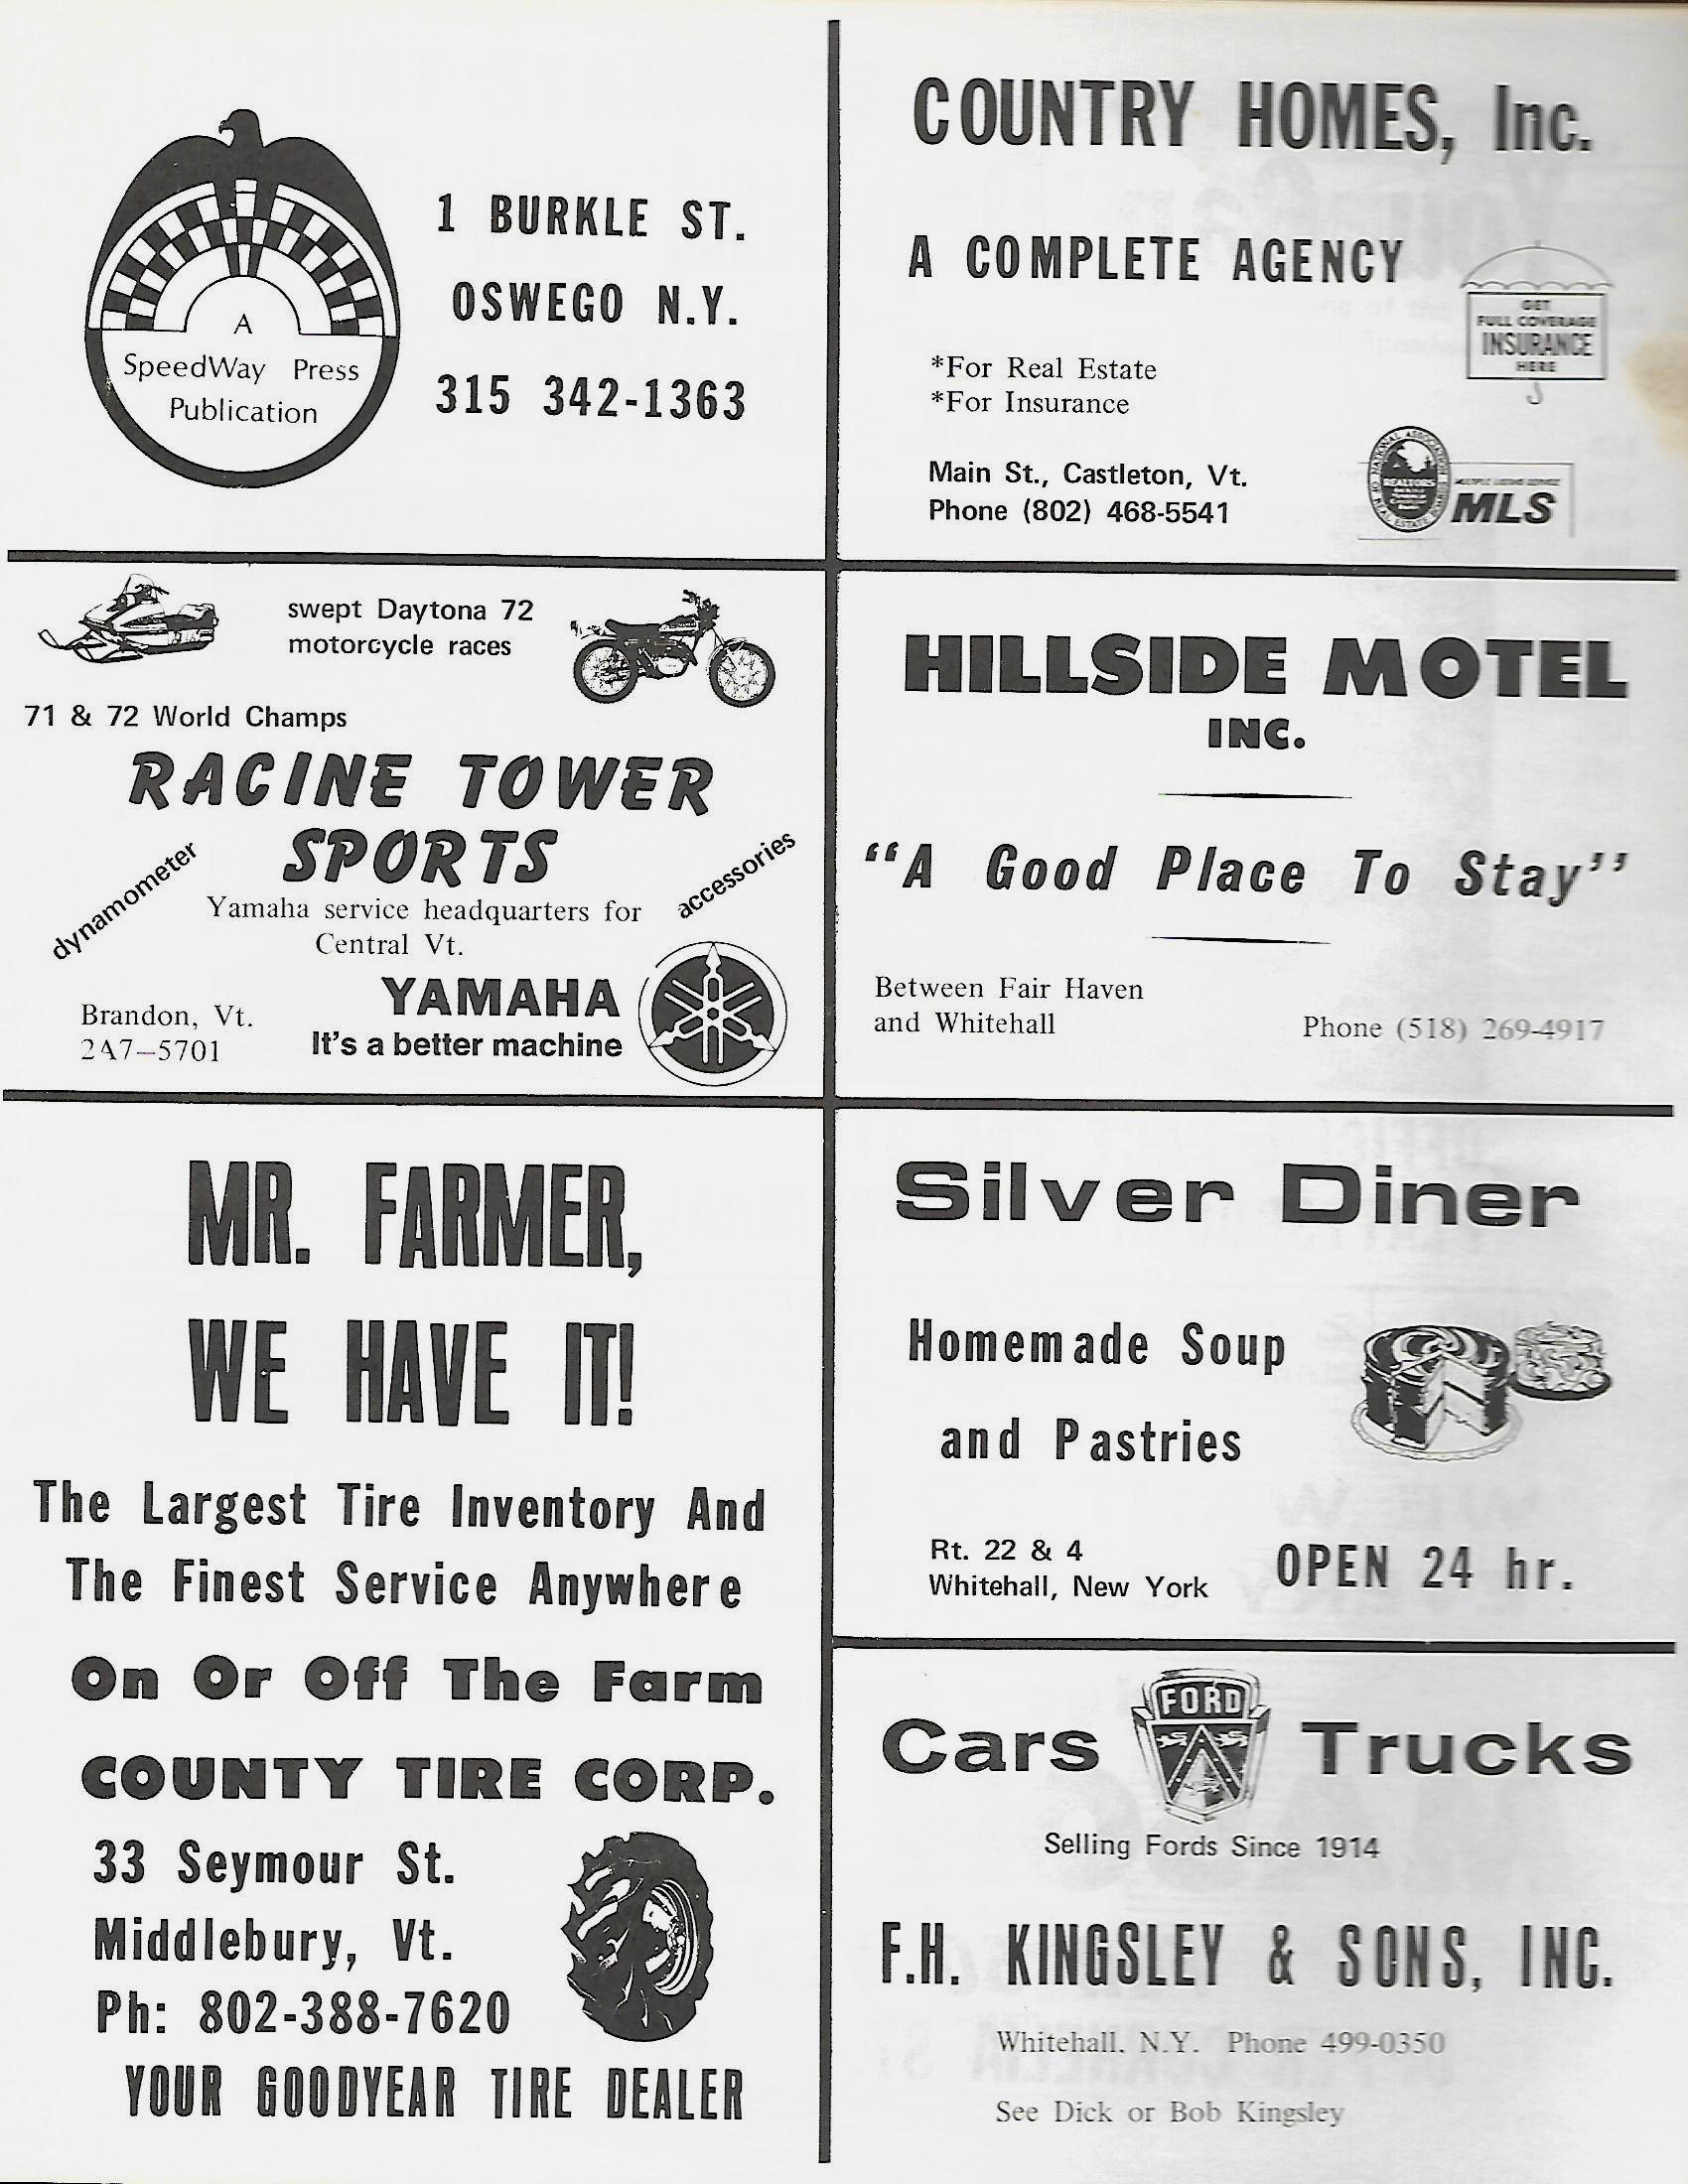 A
SpeedWay Press
Publication
1 BURKLE ST.
OSWEGO N.Y.
315 342-1363
COUNTRY HOMES, Inc.
A COMPLETE AGENCY
GET
FULL COVERAGE
INSURANCE
HERE
*For Real Estate
*For Insurance
Main St., Castleton, Vt.
Phone (802) 468-5541
REALTORS
MULTIPLE LISTING SERVICE
MLS
swept Daytona 72
motorcycle races
71 & 72 World Champs
RACINE TOWER
SPORTS
dynamometer
accessories
Yamaha service headquarters for
Central Vt.
YAMAHA
It's a better machine
Brandon, Vt.
2A7-5701
HILLSIDE MOTEL
INC.
"A Good Place To Stay"
Between Fair Haven
and Whitehall
Phone (518) 269-4917
MR. FARMER,
WE HAVE IT!
The Largest Tire Inventory And
The Finest Service Anywhere
On Or Off The Farm
COUNTY TIRE CORP.
33 Seymour St.
Middlebury, Vt.
Ph: 802-388-7620
YOUR GOODYEAR TIRE DEALER
Silver Diner
Homemade Soup
and Pastries
Rt. 22 & 4
Whitehall, New York
OPEN 24 hr.
Cars
FORD
Trucks
Selling Fords Since 1914
F.H. KINGSLEY & SONS, INC.
Whitehall. N.Y. Phone 499-0350
See Dick or Bob Kingsley